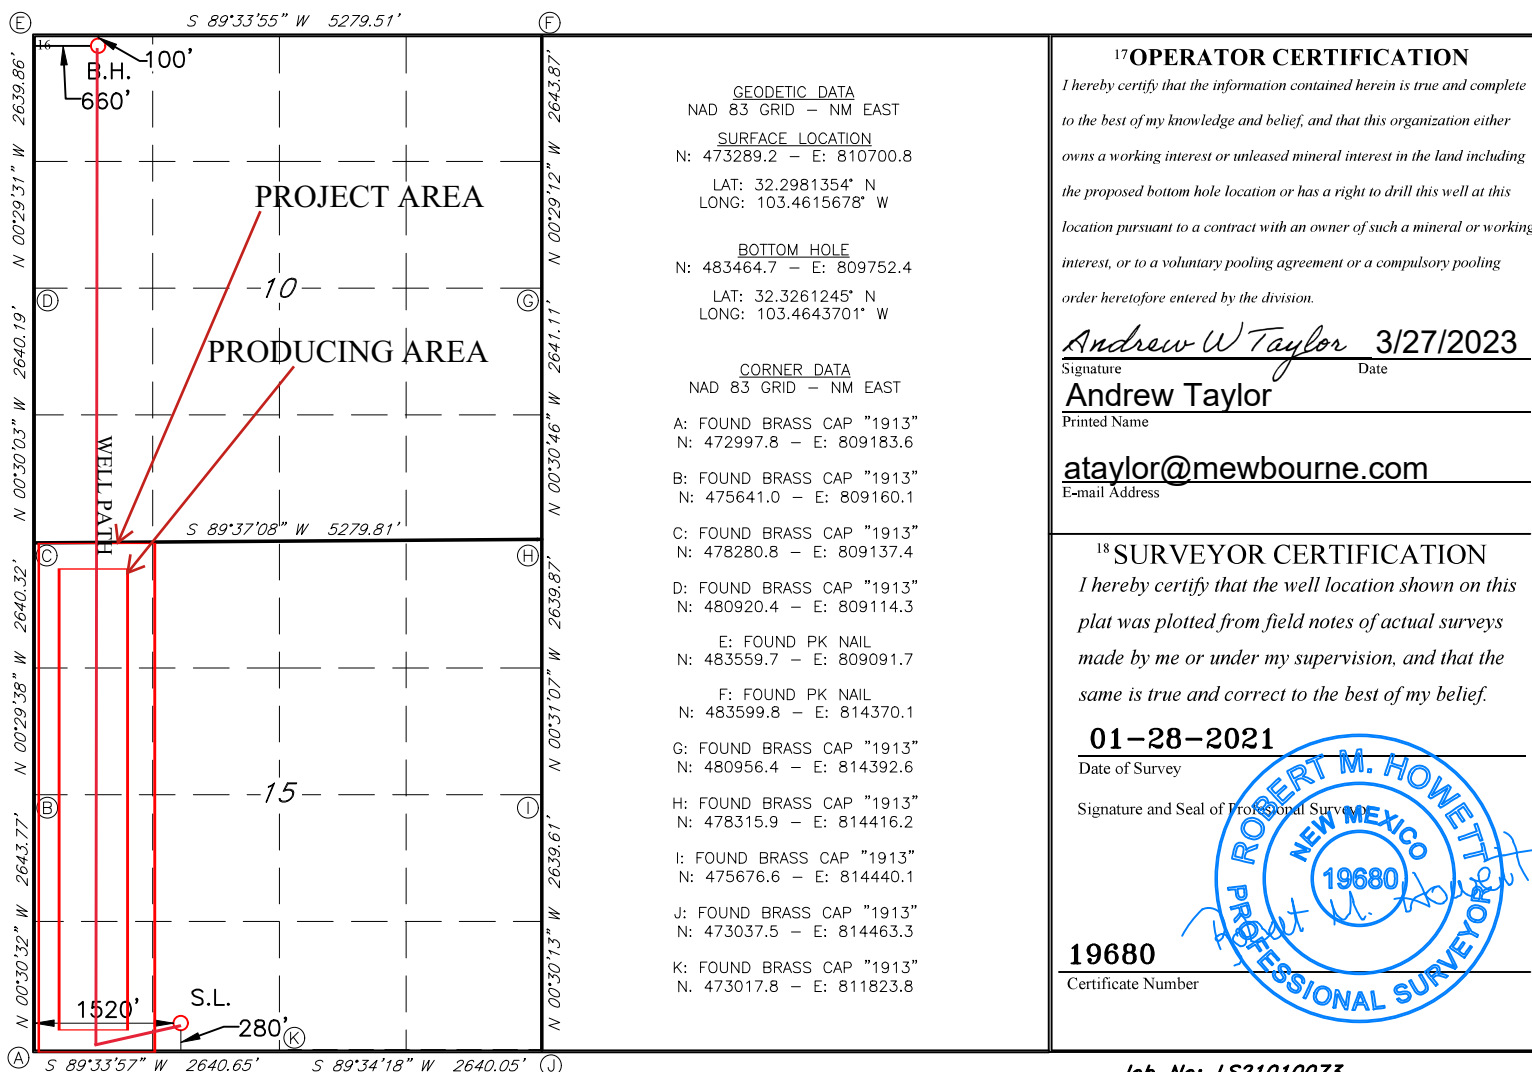 E
S 89°33'55" W 5279.51'
F
16
100'
B.H.
660'
N 00°29'31" W 2639.86'
N 00°29'12" W 2643.87'
PROJECT AREA
10
D
G
PRODUCING AREA
N 00°30'03" W 2640.19'
N 00°30'46" W 2641.11'
WELL PATH
S 89°37'08" W 5279.81'
C
H
N 00°29'38" W 2640.32'
N 00°31'07" W 2639.87'
15
B
I
N 00°30'32" W 2643.77'
N 00°30'13" W 2639.61'
1520'
S.L.
280'
K
A
S 89°33'57" W 2640.65'
S 89°34'18" W 2640.05'
J
GEODETIC DATA
NAD 83 GRID – NM EAST
SURFACE LOCATION
N: 473289.2 – E: 810700.8
LAT: 32.2981354° N
LONG: 103.4615678° W
BOTTOM HOLE
N: 483464.7 – E: 809752.4
LAT: 32.3261245° N
LONG: 103.4643701° W
CORNER DATA
NAD 83 GRID – NM EAST
A: FOUND BRASS CAP "1913"
N: 472997.8 – E: 809183.6
B: FOUND BRASS CAP "1913"
N: 475641.0 – E: 809160.1
C: FOUND BRASS CAP "1913"
N: 478280.8 – E: 809137.4
D: FOUND BRASS CAP "1913"
N: 480920.4 – E: 809114.3
E: FOUND PK NAIL
N: 483559.7 – E: 809091.7
F: FOUND PK NAIL
N: 483599.8 – E: 814370.1
G: FOUND BRASS CAP "1913"
N: 480956.4 – E: 814392.6
H: FOUND BRASS CAP "1913"
N: 478315.9 – E: 814416.2
I: FOUND BRASS CAP "1913"
N: 475676.6 – E: 814440.1
J: FOUND BRASS CAP "1913"
N: 473037.5 – E: 814463.3
K: FOUND BRASS CAP "1913"
N. 473017.8 – E: 811823.8
17 OPERATOR CERTIFICATION
I hereby certify that the information contained herein is true and complete
to the best of my knowledge and belief, and that this organization either
owns a working interest or unleased mineral interest in the land including
the proposed bottom hole location or has a right to drill this well at this
location pursuant to a contract with an owner of such a mineral or working
interest, or to a voluntary pooling agreement or a compulsory pooling
order heretofore entered by the division.
Andrew W Taylor 3/27/2023
Signature Date
Andrew Taylor
Printed Name
ataylor@mewbourne.com
E-mail Address
18 SURVEYOR CERTIFICATION
I hereby certify that the well location shown on this
plat was plotted from field notes of actual surveys
made by me or under my supervision, and that the
same is true and correct to the best of my belief.
01–28–2021
Date of Survey
Signature and Seal of Professional Surveyor
ROBERT M. HOWETT
NEW MEXICO
19680
PROFESSIONAL SURVEYOR
Robert M. Howett
19680
Certificate Number
Job No: LS21010073